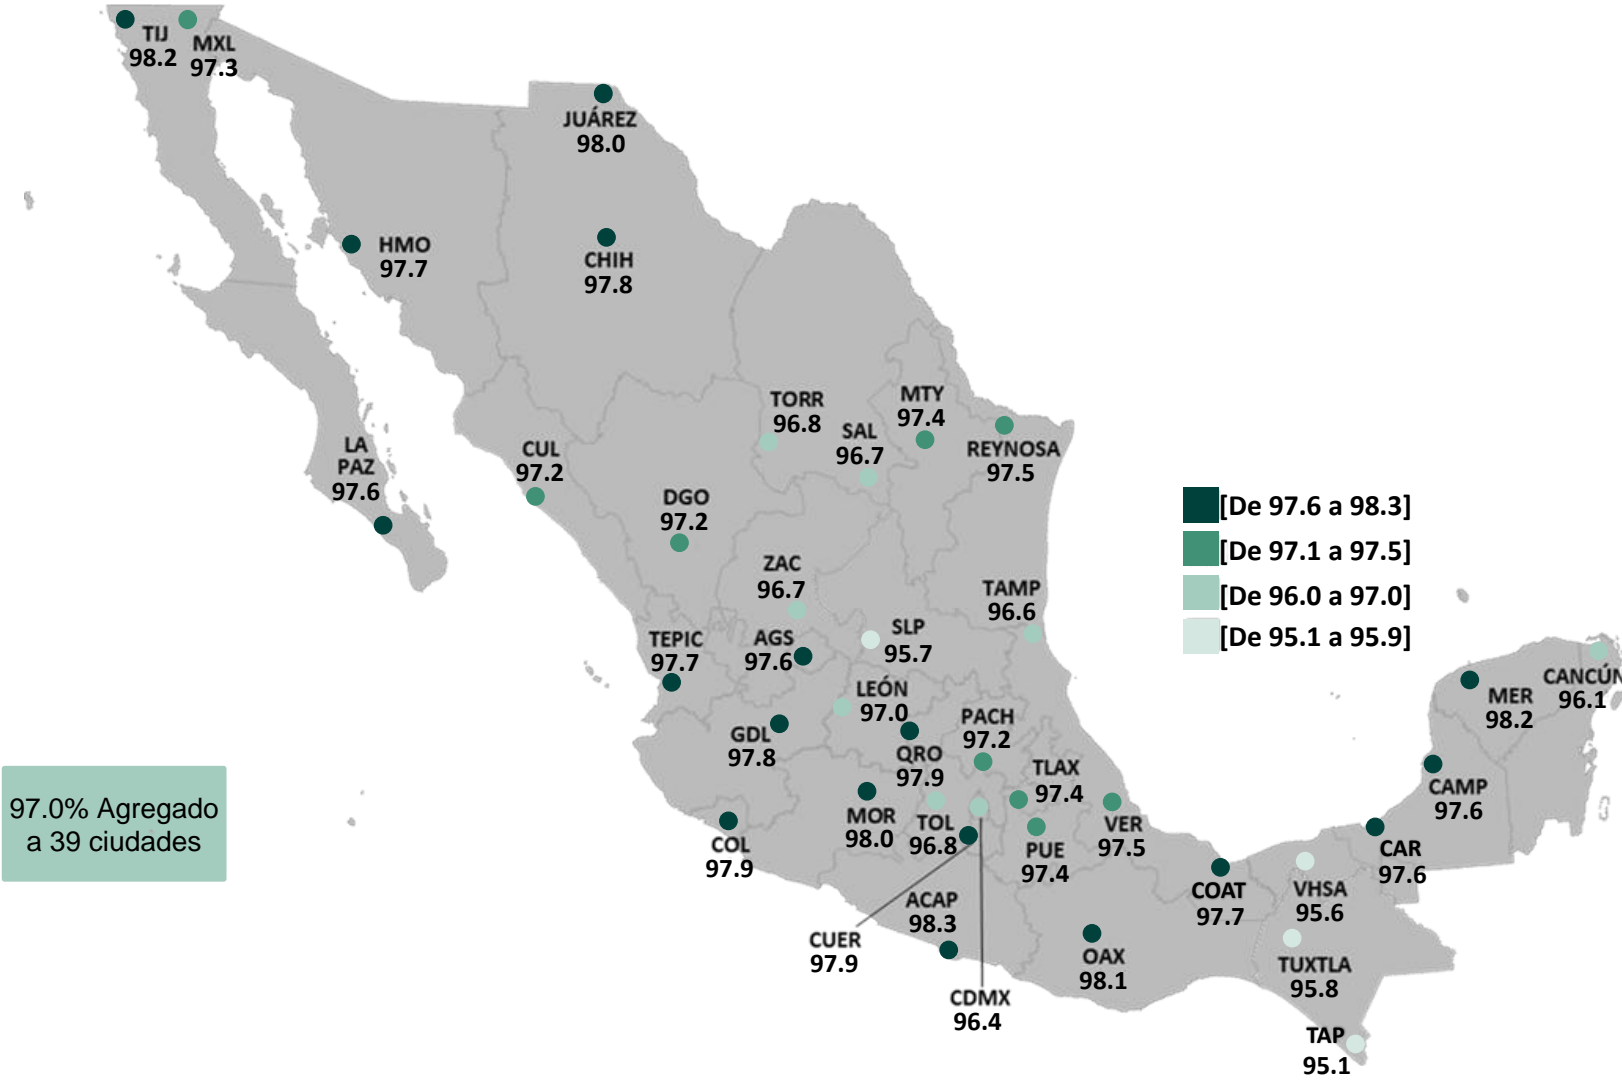 TIJ
98.2
MXL
97.3
JUÁREZ
98.0
HMO
97.7
CHIH
97.8
TORR
96.8
MTY
97.4
SAL
96.7
REYNOSA
97.5
LA
PAZ
97.6
CUL
97.2
DGO
97.2
[De 97.6 a 98.3]
[De 97.1 a 97.5]
[De 96.0 a 97.0]
[De 95.1 a 95.9]
ZAC
96.7
TAMP
96.6
TEPIC
97.7
AGS
97.6
SLP
95.7
LEÓN
97.0
CANCÚN
96.1
MER
98.2
GDL
97.8
QRO
97.9
PACH
97.2
TLAX
97.4
CAMP
97.6
97.0% Agregado
a 39 ciudades
COL
97.9
MOR
98.0
TOL
96.8
PUE
97.4
VER
97.5
CAR
97.6
COAT
97.7
VHSA
95.6
ACAP
98.3
CUER
97.9
OAX
98.1
TUXTLA
95.8
CDMX
96.4
TAP
95.1